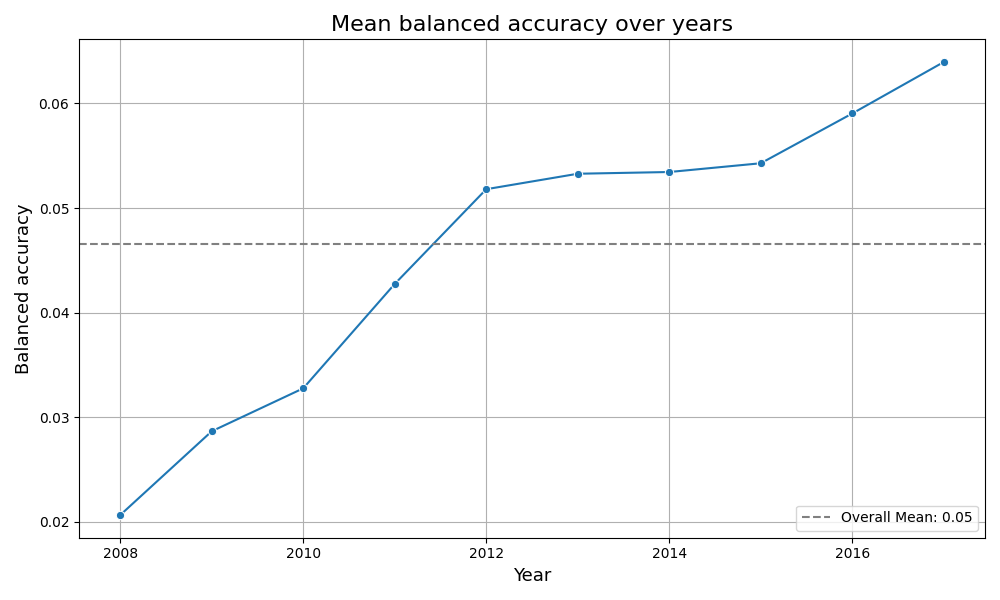 Mean balanced accuracy over years
Balanced accuracy
0.06
0.05
0.04
0.03
0.02
Overall Mean: 0.05
2008 2010 2012 2014 2016
Year